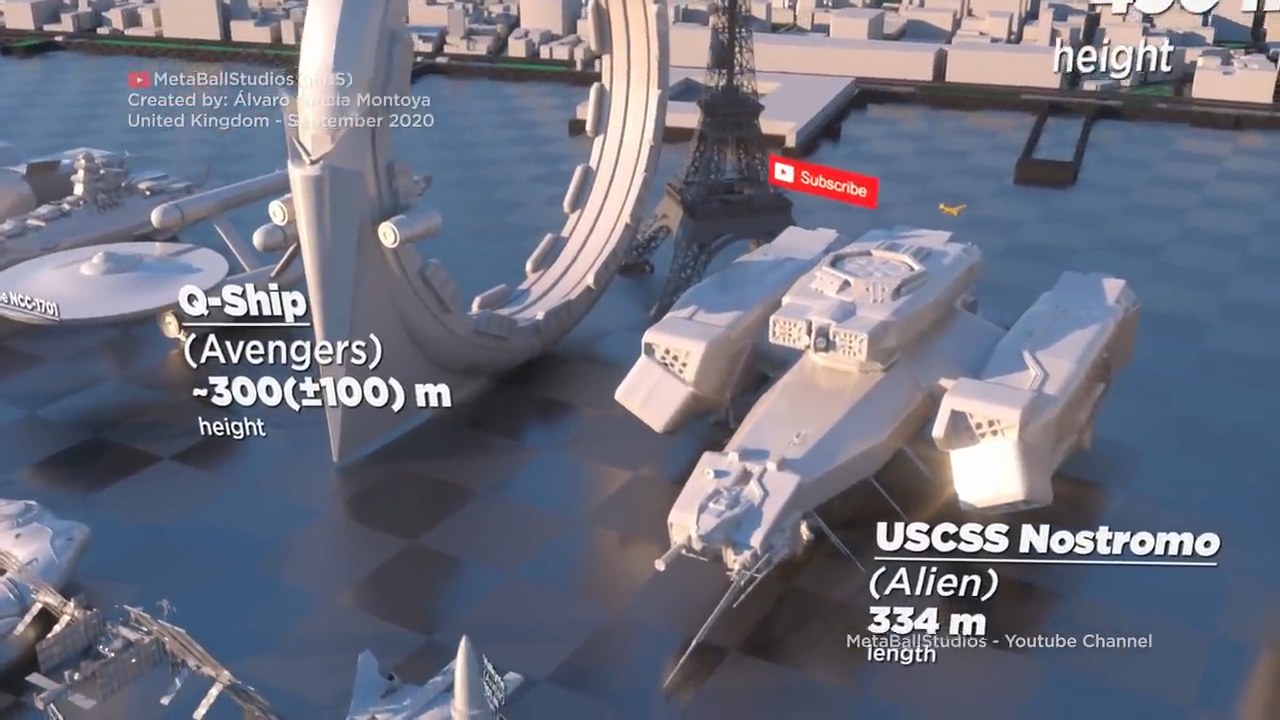 height
MetaBallStudios
Created by: Álvaro Montoya
United Kingdom - September 2020
Subscribe
NCC-1701
Q-Ship
(Avengers)
~300(±100) m
height
USCSS Nostromo
(Alien)
334 m
MetaBallStudios - Youtube Channel
length